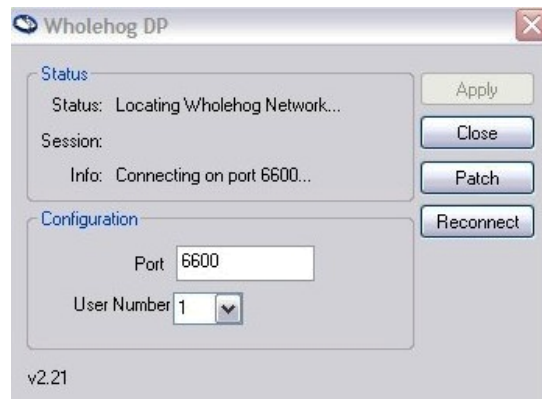 Wholehog DP
Status
Status: Locating Wholehog Network...
Session:
Info: Connecting on port 6600...
Apply
Close
Patch
Reconnect
Configuration
Port 6600
User Number 1
v2.21